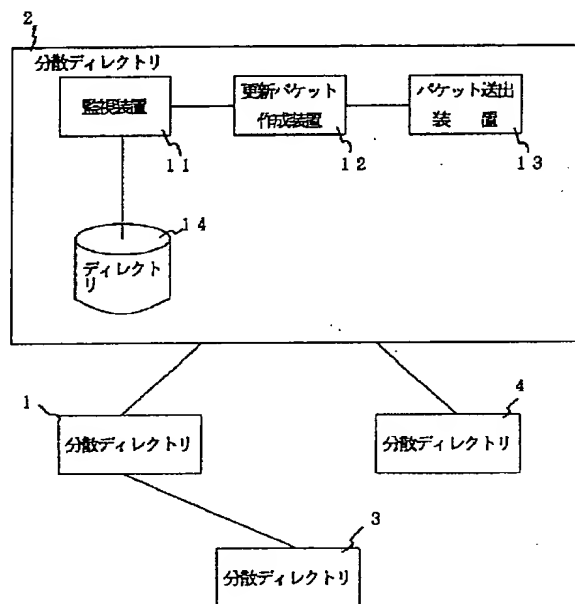 2
分散ディレクトリ
監視装置
更新パケット
作成装置
パケット送出
装 置
11
12
13
14
ディレクト
リ
1
分散ディレクトリ
4
分散ディレクトリ
3
分散ディレクトリ